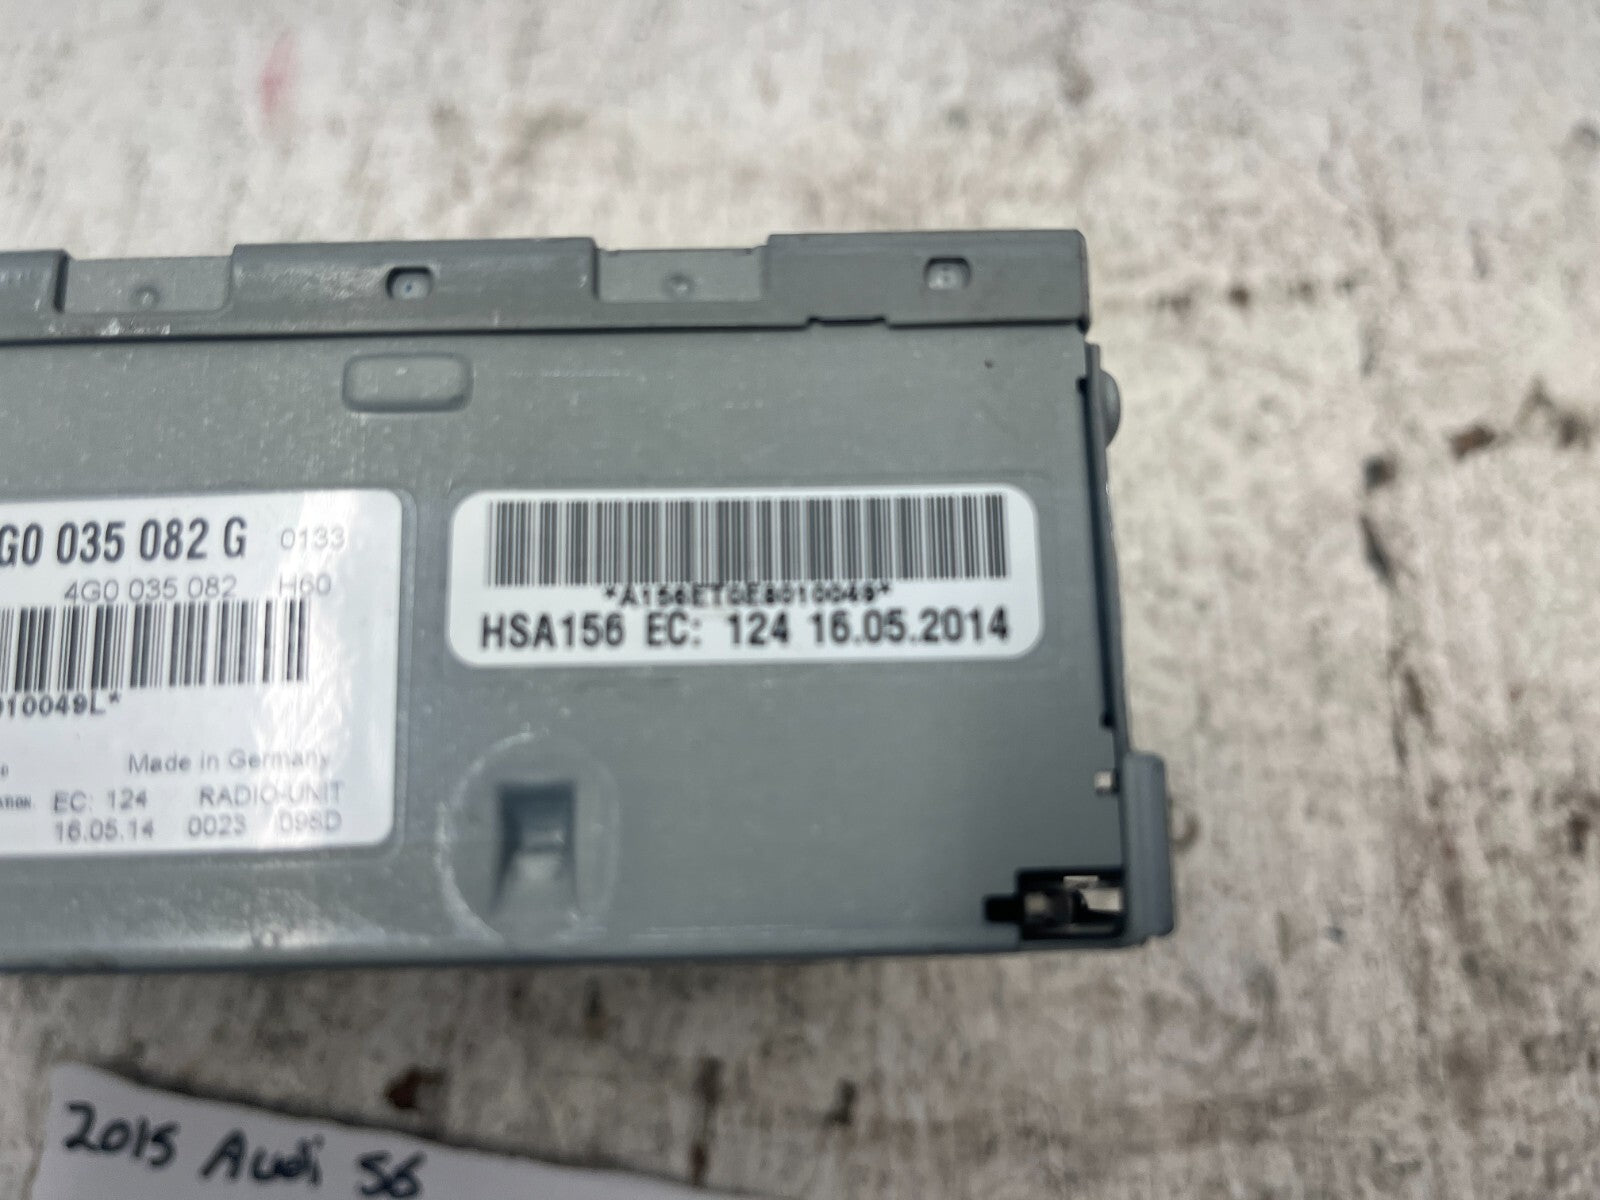 G0 035 082 G 0133
4G0 035 082 H60
010049L*
Made in Germany
EC: 124 RADIO-UNIT
16.05.14 0023 098D
*A156ET0E8010049*
HSA156 EC: 124 16.05.2014
2015 Audi S6